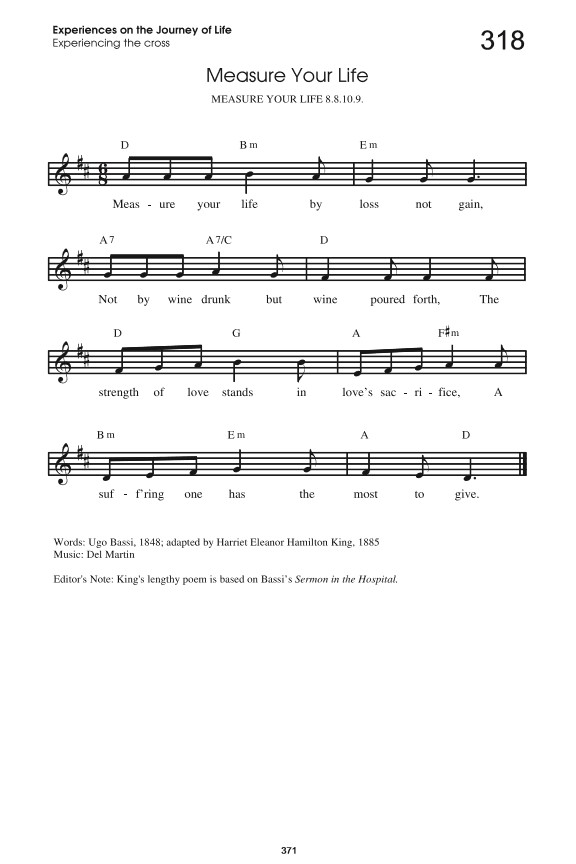 Experiences on the Journey of Life
Experiencing the cross
318
Measure Your Life
MEASURE YOUR LIFE 8.8.10.9.
D Bm Em
6
8
Meas - ure your life by loss not gain,
A7 A7/C D
Not by wine drunk but wine poured forth, The
D G A F#m
strength of love stands in love's sac - ri - fice, A
Bm Em A D
suf - f'ring one has the most to give.
Words: Ugo Bassi, 1848; adapted by Harriet Eleanor Hamilton King, 1885
Music: Del Martin
Editor's Note: King's lengthy poem is based on Bassi's Sermon in the Hospital.
371